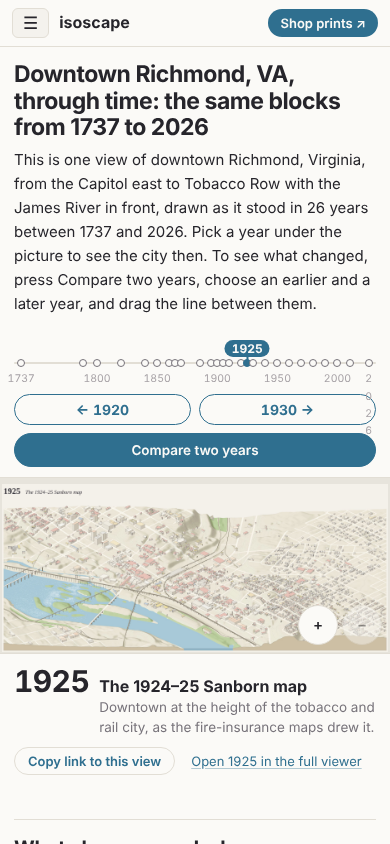 ☰ isoscape Shop prints ↗
Downtown Richmond, VA,
through time: the same blocks
from 1737 to 2026
This is one view of downtown Richmond, Virginia,
from the Capitol east to Tobacco Row with the
James River in front, drawn as it stood in 26 years
between 1737 and 2026. Pick a year under the
picture to see the city then. To see what changed,
press Compare two years, choose an earlier and a
later year, and drag the line between them.
1925
1737 1800 1850 1900 1950 2000 2
0
2
6
← 1920 1930 →
Compare two years
1925 The 1924–25 Sanborn map
+ −
1925 The 1924–25 Sanborn map
Downtown at the height of the tobacco and
rail city, as the fire-insurance maps drew it.
Copy link to this view Open 1925 in the full viewer